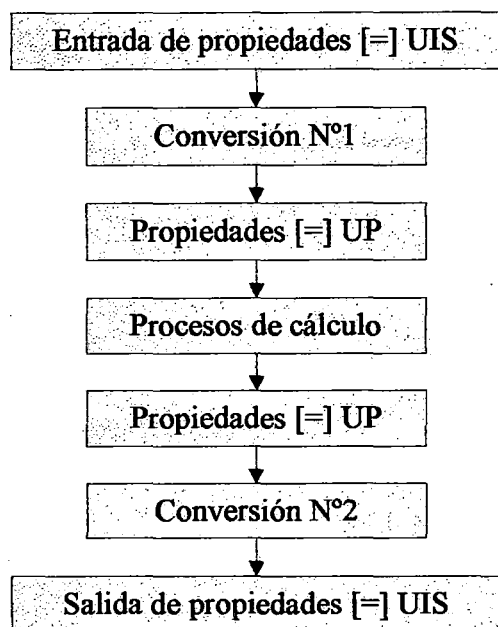 Entrada de propiedades [=] UIS
Conversión Nº1
Propiedades [=] UP
Procesos de cálculo
Propiedades [=] UP
Conversión Nº2
Salida de propiedades [=] UIS